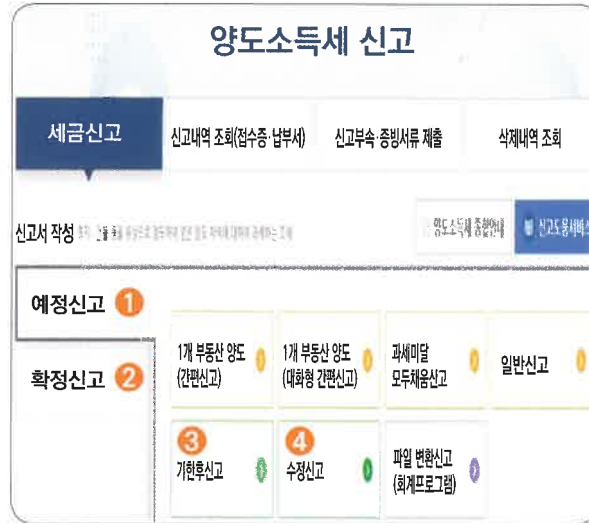 양도소득세 신고
세금신고 신고내역 조회(접수증·납부서) 신고부속·증빙서류 제출 삭제내역 조회
신고서 작성
양도소득세 종합안내 신고도움서비스
예정신고 1
확정신고 2
1개 부동산 양도
(간편신고)
1개 부동산 양도
(대화형 간편신고)
과세미달
모두채움신고
일반신고
3
기한후신고
4
수정신고
파일 변환신고
(회계프로그램)